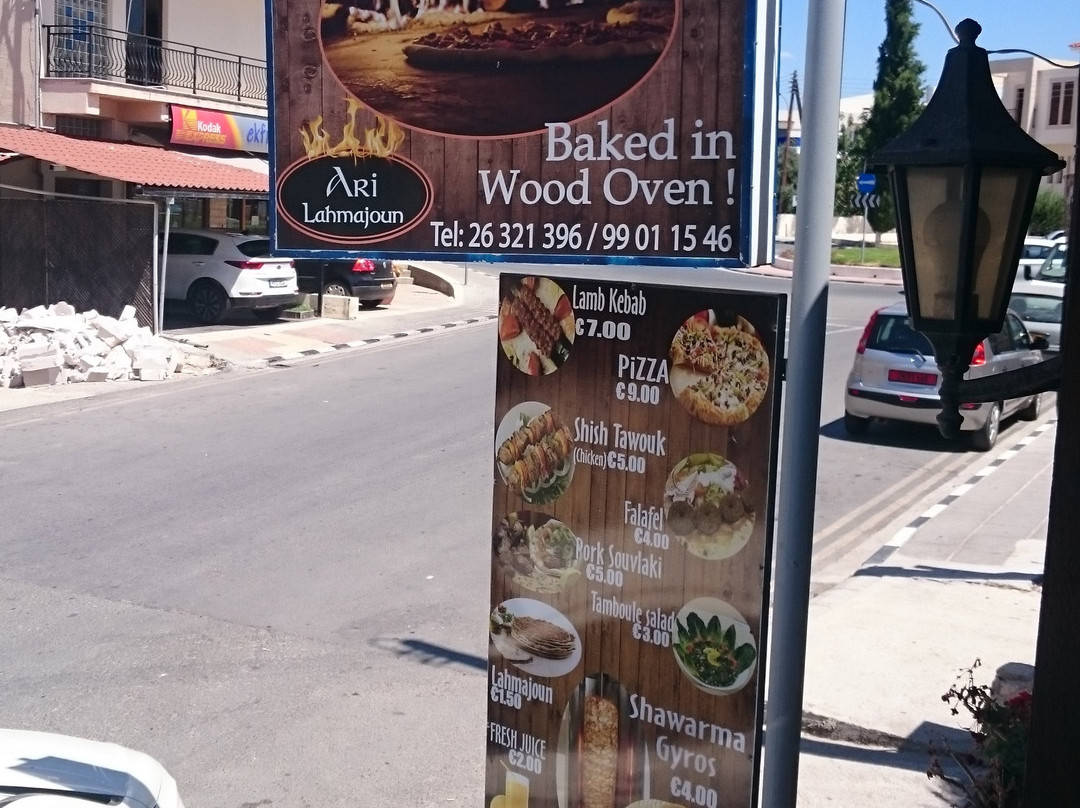 Kodak
EXPRESS
Baked in
Wood Oven !
ARI
Lahmajoun
Tel: 26 321 396 / 99 01 15 46
Lamb Kebab
€7.00
PiZZA
€9.00
Shish Tawouk
(Chicken) €5.00
Falafel
€4.00
Pork Souvlaki
€5.00
Tamboule salad
€3.00
Lahmajoun
€1.50
Shawarma
Gyros
€4.00
FRESH JUICE
€2.00